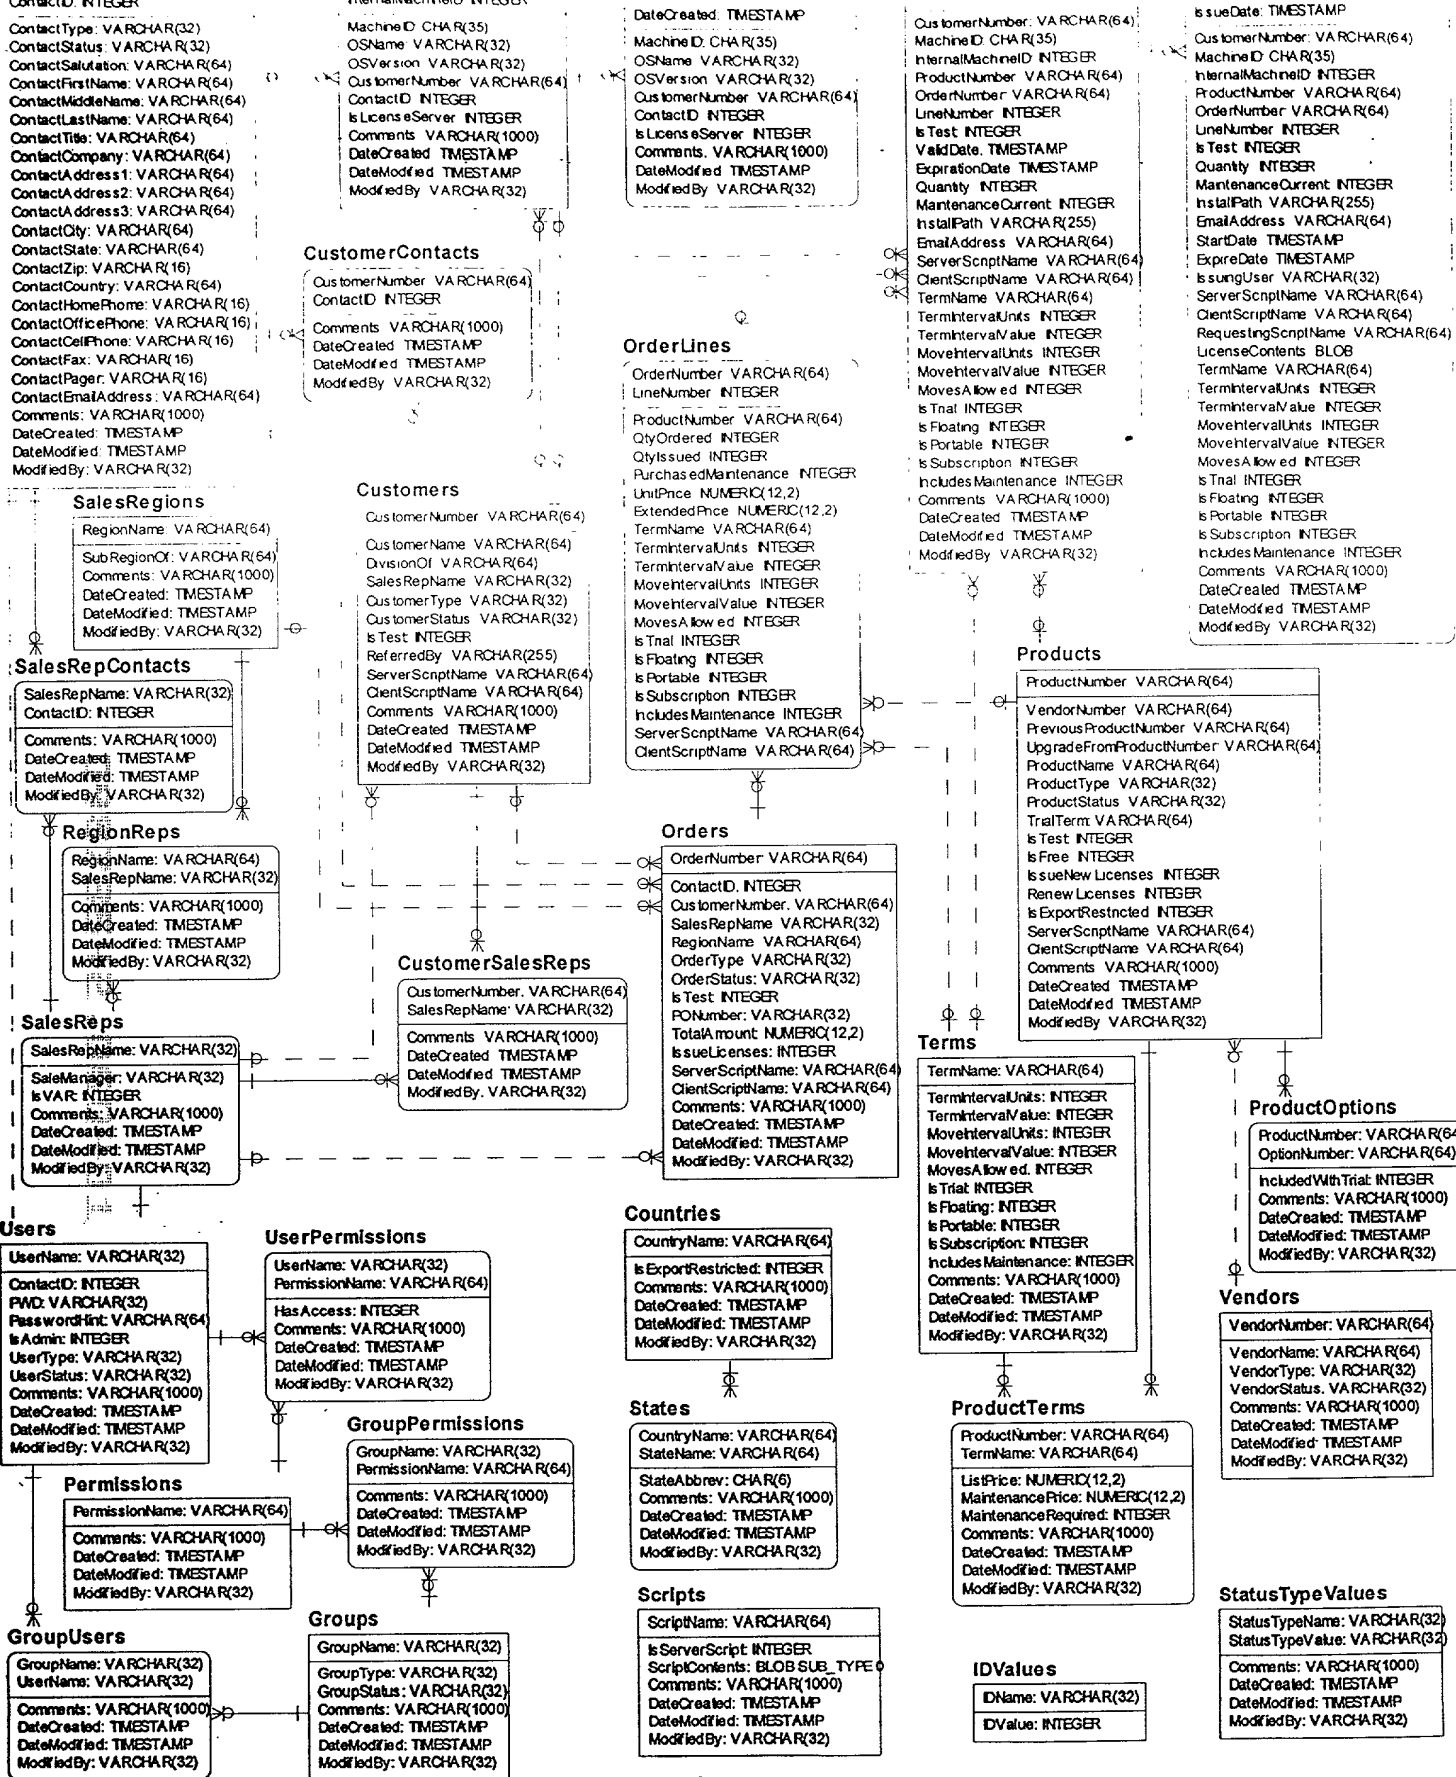 ContactID: INTEGER
ContactType: VARCHAR(32)
ContactStatus: VARCHAR(32)
ContactSalutation: VARCHAR(64)
ContactFirstName: VARCHAR(64)
ContactMiddleName: VARCHAR(64)
ContactLastName: VARCHAR(64)
ContactTitle: VARCHAR(64)
ContactCompany: VARCHAR(64)
ContactAddress1: VARCHAR(64)
ContactAddress2: VARCHAR(64)
ContactAddress3: VARCHAR(64)
ContactCity: VARCHAR(64)
ContactState: VARCHAR(64)
ContactZip: VARCHAR(16)
ContactCountry: VARCHAR(64)
ContactHomePhome: VARCHAR(16)
ContactOfficePhone: VARCHAR(16)
ContactCellPhone: VARCHAR(16)
ContactFax: VARCHAR(16)
ContactPager: VARCHAR(16)
ContactEmailAddress: VARCHAR(64)
Comments: VARCHAR(1000)
DateCreated: TIMESTAMP
DateModified: TIMESTAMP
ModifiedBy: VARCHAR(32)
InternalMachineID INTEGER
MachineID CHAR(35)
OSName VARCHAR(32)
OSVersion VARCHAR(32)
CustomerNumber VARCHAR(64)
ContactID INTEGER
IsLicenseServer INTEGER
Comments VARCHAR(1000)
DateCreated TIMESTAMP
DateModified TIMESTAMP
ModifiedBy VARCHAR(32)
DateCreated: TIMESTAMP
MachineID: CHAR(35)
OSName VARCHAR(32)
OSVersion VARCHAR(32)
CustomerNumber VARCHAR(64)
ContactID INTEGER
IsLicenseServer INTEGER
Comments. VARCHAR(1000)
DateCreated TIMESTAMP
DateModified TIMESTAMP
ModifiedBy VARCHAR(32)
CustomerNumber: VARCHAR(64)
MachineID: CHAR(35)
InternalMachineID: INTEGER
ProductNumber VARCHAR(64)
OrderNumber VARCHAR(64)
LineNumber INTEGER
IsTest INTEGER
ValidDate. TIMESTAMP
ExpirationDate TIMESTAMP
Quantity INTEGER
MaintenanceCurrent INTEGER
InstallPath VARCHAR(255)
EmailAddress VARCHAR(64)
ServerScriptName VARCHAR(64)
ClientScriptName VARCHAR(64)
TermName VARCHAR(64)
TermIntervalUnits INTEGER
TermIntervalValue INTEGER
MoveIntervalUnits INTEGER
MoveIntervalValue INTEGER
MovesAllowed INTEGER
IsTrial INTEGER
IsFloating INTEGER
IsPortable INTEGER
IsSubscription INTEGER
IncludesMaintenance INTEGER
Comments VARCHAR(1000)
DateCreated TIMESTAMP
DateModified TIMESTAMP
ModifiedBy VARCHAR(32)
IssueDate: TIMESTAMP
CustomerNumber: VARCHAR(64)
MachineID: CHAR(35)
InternalMachineID INTEGER
ProductNumber VARCHAR(64)
OrderNumber VARCHAR(64)
LineNumber INTEGER
IsTest INTEGER
Quantity INTEGER
MaintenanceCurrent INTEGER
InstallPath VARCHAR(255)
EmailAddress VARCHAR(64)
StartDate TIMESTAMP
ExpireDate TIMESTAMP
IssuingUser VARCHAR(32)
ServerScriptName VARCHAR(64)
ClientScriptName VARCHAR(64)
RequestingScriptName VARCHAR(64)
LicenseContents BLOB
TermName VARCHAR(64)
TermIntervalUnits INTEGER
TermIntervalValue INTEGER
MoveIntervalUnits INTEGER
MoveIntervalValue INTEGER
MovesAllowed INTEGER
IsTrial INTEGER
IsFloating INTEGER
IsPortable INTEGER
IsSubscription INTEGER
IncludesMaintenance INTEGER
Comments VARCHAR(1000)
DateCreated TIMESTAMP
DateModified TIMESTAMP
ModifiedBy VARCHAR(32)
CustomerContacts
CustomerNumber VARCHAR(64)
ContactID INTEGER
Comments VARCHAR(1000)
DateCreated TIMESTAMP
DateModified TIMESTAMP
ModifiedBy VARCHAR(32)
OrderLines
OrderNumber VARCHAR(64)
LineNumber INTEGER
ProductNumber VARCHAR(64)
QtyOrdered INTEGER
QtyIssued INTEGER
PurchasedMaintenance INTEGER
UnitPrice NUMERIC(12,2)
ExtendedPrice NUMERIC(12,2)
TermName VARCHAR(64)
TermIntervalUnits INTEGER
TermIntervalValue INTEGER
MoveIntervalUnits INTEGER
MoveIntervalValue INTEGER
MovesAllowed INTEGER
IsTrial INTEGER
IsFloating INTEGER
IsPortable INTEGER
IsSubscription INTEGER
IncludesMaintenance INTEGER
ServerScriptName VARCHAR(64)
ClientScriptName VARCHAR(64)
SalesRegions
RegionName: VARCHAR(64)
SubRegionOf: VARCHAR(64)
Comments: VARCHAR(1000)
DateCreated: TIMESTAMP
DateModified: TIMESTAMP
ModifiedBy: VARCHAR(32)
Customers
CustomerNumber VARCHAR(64)
CustomerName VARCHAR(64)
DivisionOf VARCHAR(64)
SalesRepName VARCHAR(32)
CustomerType VARCHAR(32)
CustomerStatus VARCHAR(32)
IsTest INTEGER
ReferredBy VARCHAR(255)
ServerScriptName VARCHAR(64)
ClientScriptName VARCHAR(64)
Comments VARCHAR(1000)
DateCreated TIMESTAMP
DateModified TIMESTAMP
ModifiedBy VARCHAR(32)
SalesRepContacts
SalesRepName: VARCHAR(32)
ContactID: INTEGER
Comments: VARCHAR(1000)
DateCreated: TIMESTAMP
DateModified: TIMESTAMP
ModifiedBy: VARCHAR(32)
Products
ProductNumber VARCHAR(64)
VendorNumber VARCHAR(64)
PreviousProductNumber VARCHAR(64)
UpgradeFromProductNumber VARCHAR(64)
ProductName VARCHAR(64)
ProductType VARCHAR(32)
ProductStatus VARCHAR(32)
TrialTerm: VARCHAR(64)
IsTest INTEGER
IsFree INTEGER
IssueNewLicenses INTEGER
RenewLicenses INTEGER
IsExportRestricted INTEGER
ServerScriptName VARCHAR(64)
ClientScriptName VARCHAR(64)
Comments VARCHAR(1000)
DateCreated TIMESTAMP
DateModified TIMESTAMP
ModifiedBy VARCHAR(32)
RegionReps
RegionName: VARCHAR(64)
SalesRepName: VARCHAR(32)
Comments: VARCHAR(1000)
DateCreated: TIMESTAMP
DateModified: TIMESTAMP
ModifiedBy: VARCHAR(32)
Orders
OrderNumber VARCHAR(64)
ContactID. INTEGER
CustomerNumber. VARCHAR(64)
SalesRepName VARCHAR(32)
RegionName VARCHAR(64)
OrderType VARCHAR(32)
OrderStatus: VARCHAR(32)
IsTest INTEGER
PONumber: VARCHAR(32)
TotalAmount: NUMERIC(12,2)
IssueLicenses: INTEGER
ServerScriptName: VARCHAR(64)
ClientScriptName: VARCHAR(64)
Comments: VARCHAR(1000)
DateCreated: TIMESTAMP
DateModified: TIMESTAMP
ModifiedBy: VARCHAR(32)
CustomerSalesReps
CustomerNumber. VARCHAR(64)
SalesRepName: VARCHAR(32)
Comments VARCHAR(1000)
DateCreated TIMESTAMP
DateModified TIMESTAMP
ModifiedBy. VARCHAR(32)
SalesReps
SalesRepName: VARCHAR(32)
SaleManager: VARCHAR(32)
IsVAR: INTEGER
Comments: VARCHAR(1000)
DateCreated: TIMESTAMP
DateModified: TIMESTAMP
ModifiedBy: VARCHAR(32)
Terms
TermName: VARCHAR(64)
TermIntervalUnits: INTEGER
TermIntervalValue: INTEGER
MoveIntervalUnits: INTEGER
MoveIntervalValue: INTEGER
MovesAllowed. INTEGER
IsTrial: INTEGER
IsFloating: INTEGER
IsPortable: INTEGER
IsSubscription: INTEGER
IncludesMaintenance: INTEGER
Comments: VARCHAR(1000)
DateCreated: TIMESTAMP
DateModified: TIMESTAMP
ModifiedBy: VARCHAR(32)
ProductOptions
ProductNumber: VARCHAR(64
OptionNumber: VARCHAR(64)
IncludedWithTrial: INTEGER
Comments: VARCHAR(1000)
DateCreated: TIMESTAMP
DateModified: TIMESTAMP
ModifiedBy: VARCHAR(32)
Users
UserName: VARCHAR(32)
ContactID: INTEGER
PWD: VARCHAR(32)
PasswordHint: VARCHAR(64)
IsAdmin: INTEGER
UserType: VARCHAR(32)
UserStatus: VARCHAR(32)
Comments: VARCHAR(1000)
DateCreated: TIMESTAMP
DateModified: TIMESTAMP
ModifiedBy: VARCHAR(32)
UserPermissions
UserName: VARCHAR(32)
PermissionName: VARCHAR(64)
HasAccess: INTEGER
Comments: VARCHAR(1000)
DateCreated: TIMESTAMP
DateModified: TIMESTAMP
ModifiedBy: VARCHAR(32)
Countries
CountryName: VARCHAR(64)
IsExportRestricted: INTEGER
Comments: VARCHAR(1000)
DateCreated: TIMESTAMP
DateModified: TIMESTAMP
ModifiedBy: VARCHAR(32)
Vendors
VendorNumber: VARCHAR(64)
VendorName: VARCHAR(64)
VendorType: VARCHAR(32)
VendorStatus. VARCHAR(32)
Comments: VARCHAR(1000)
DateCreated: TIMESTAMP
DateModified: TIMESTAMP
ModifiedBy: VARCHAR(32)
GroupPermissions
GroupName: VARCHAR(32)
PermissionName: VARCHAR(64)
Comments: VARCHAR(1000)
DateCreated: TIMESTAMP
DateModified: TIMESTAMP
ModifiedBy: VARCHAR(32)
States
CountryName: VARCHAR(64)
StateName: VARCHAR(64)
StateAbbrev: CHAR(6)
Comments: VARCHAR(1000)
DateCreated: TIMESTAMP
DateModified: TIMESTAMP
ModifiedBy: VARCHAR(32)
ProductTerms
ProductNumber: VARCHAR(64)
TermName: VARCHAR(64)
ListPrice: NUMERIC(12,2)
MaintenancePrice: NUMERIC(12,2)
MaintenanceRequired: INTEGER
Comments: VARCHAR(1000)
DateCreated: TIMESTAMP
DateModified: TIMESTAMP
ModifiedBy: VARCHAR(32)
Permissions
PermissionName: VARCHAR(64)
Comments: VARCHAR(1000)
DateCreated: TIMESTAMP
DateModified: TIMESTAMP
ModifiedBy: VARCHAR(32)
GroupUsers
GroupName: VARCHAR(32)
UserName: VARCHAR(32)
Comments: VARCHAR(1000)
DateCreated: TIMESTAMP
DateModified: TIMESTAMP
ModifiedBy: VARCHAR(32)
Groups
GroupName: VARCHAR(32)
GroupType: VARCHAR(32)
GroupStatus: VARCHAR(32)
Comments: VARCHAR(1000)
DateCreated: TIMESTAMP
DateModified: TIMESTAMP
ModifiedBy: VARCHAR(32)
Scripts
ScriptName: VARCHAR(64)
IsServerScript: INTEGER
ScriptContents: BLOB SUB_TYPE 0
Comments: VARCHAR(1000)
DateCreated: TIMESTAMP
DateModified: TIMESTAMP
ModifiedBy: VARCHAR(32)
IDValues
IDName: VARCHAR(32)
IDValue: INTEGER
StatusTypeValues
StatusTypeName: VARCHAR(32)
StatusTypeValue: VARCHAR(32)
Comments: VARCHAR(1000)
DateCreated: TIMESTAMP
DateModified: TIMESTAMP
ModifiedBy: VARCHAR(32)